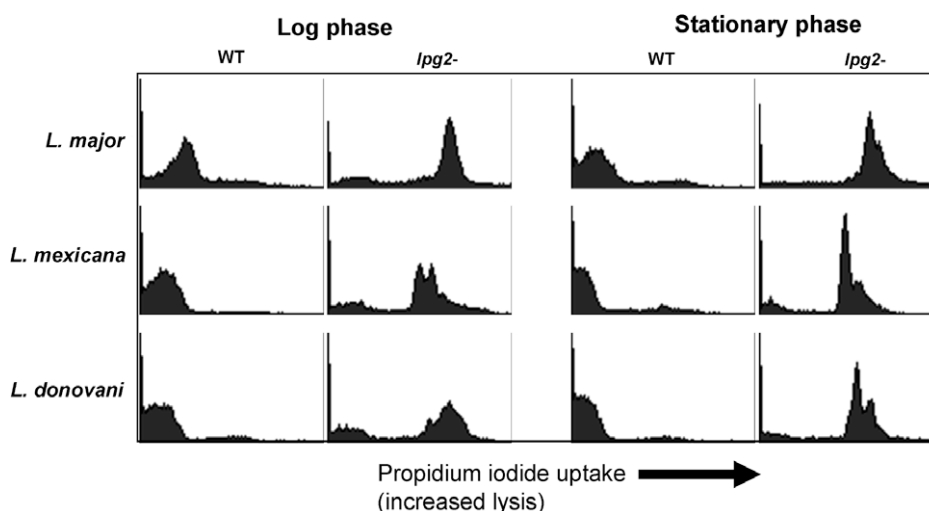 Log phase Stationary phase
WT lpg2- WT lpg2-
L. major
L. mexicana
L. donovani
Propidium iodide uptake
(increased lysis)